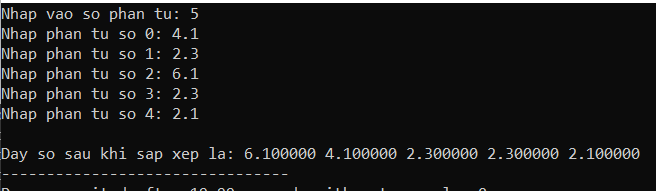 Nhap vao so phan tu: 5
Nhap phan tu so 0: 4.1
Nhap phan tu so 1: 2.3
Nhap phan tu so 2: 6.1
Nhap phan tu so 3: 2.3
Nhap phan tu so 4: 2.1
Day so sau khi sap xep la: 6.100000 4.100000 2.300000 2.300000 2.100000
--------------------------------